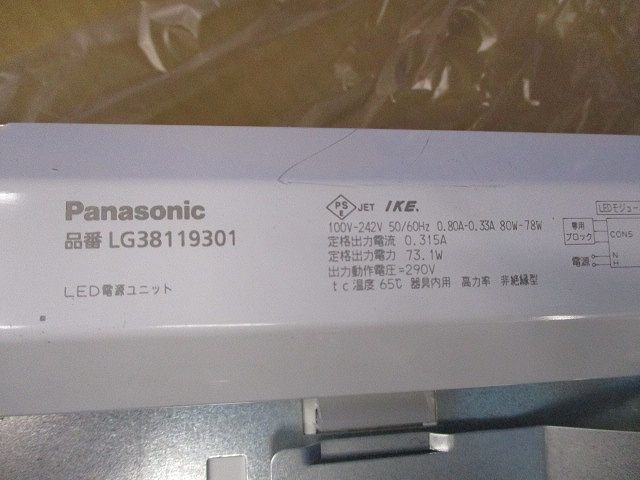 Panasonic
品番 LG38119301
LED電源ユニット
PS
E
JET IKE.
100V-242V 50/60Hz 0.80A-0.33A 80W-78W
定格出力電流 0.315A
定格出力電力 73.1W
出力動作電圧=290V
tc温度 65℃ 器具内用 高力率 非絶縁型
LEDモジュー
専用
ブロック
CON5
電源
N
H